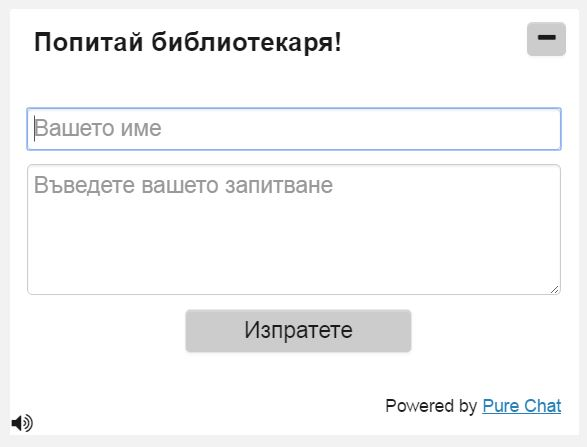 Попитай библиотекаря!
Вашето име
Въведете вашето запитване
Изпратете
Powered by Pure Chat